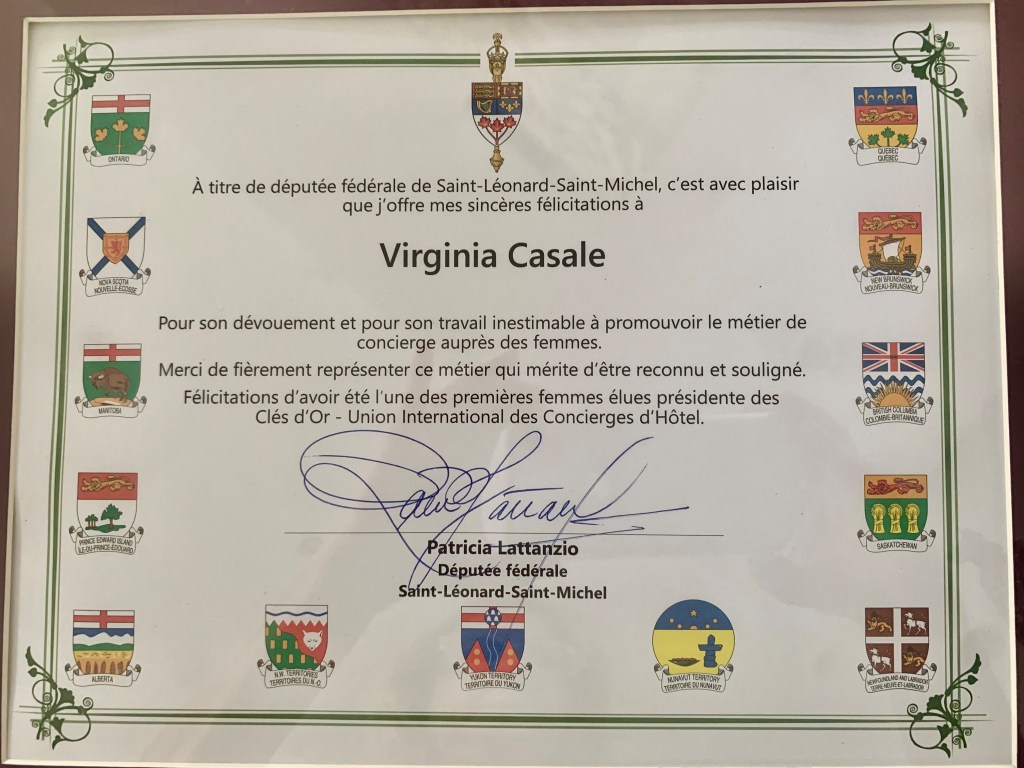 ONTARIO
QUEBEC
QUÉBEC
À titre de députée fédérale de Saint-Léonard-Saint-Michel, c'est avec plaisir
que j'offre mes sincères félicitations à
Virginia Casale
NOVA SCOTIA
NOUVELLE-ÉCOSSE
NEW BRUNSWICK
NOUVEAU-BRUNSWICK
Pour son dévouement et pour son travail inestimable à promouvoir le métier de
concierge auprès des femmes.
Merci de fièrement représenter ce métier qui mérite d'être reconnu et souligné.
Félicitations d'avoir été l'une des premières femmes élues présidente des
Clés d'Or - Union International des Concierges d'Hôtel.
MANITOBA
BRITISH COLUMBIA
COLOMBIE-BRITANNIQUE
PRINCE EDWARD ISLAND
ÎLE-DU-PRINCE-ÉDOUARD
SASKATCHEWAN
Patricia Lattanzio
Députée fédérale
Saint-Léonard-Saint-Michel
ALBERTA
N.W. TERRITORIES
TERRITOIRES DU N.-O
YUKON TERRITORY
TERRITOIRE DU YUKON
NUNAVUT TERRITORY
TERRITOIRE DU NUNAVUT
NEWFOUNDLAND AND LABRADOR
TERRE-NEUVE-ET-LABRADOR